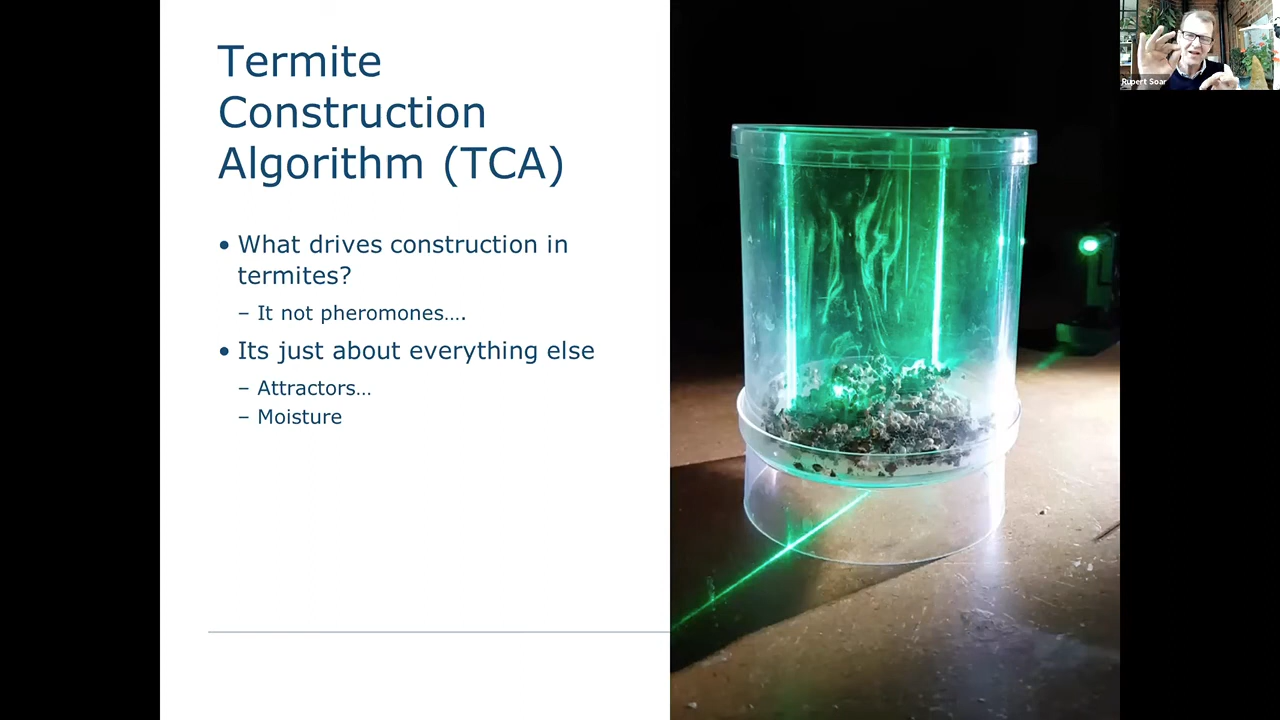 Termite
Construction
Algorithm (TCA)
• What drives construction in
termites?
– It not pheromones….
• Its just about everything else
– Attractors…
– Moisture
Rupert Soar